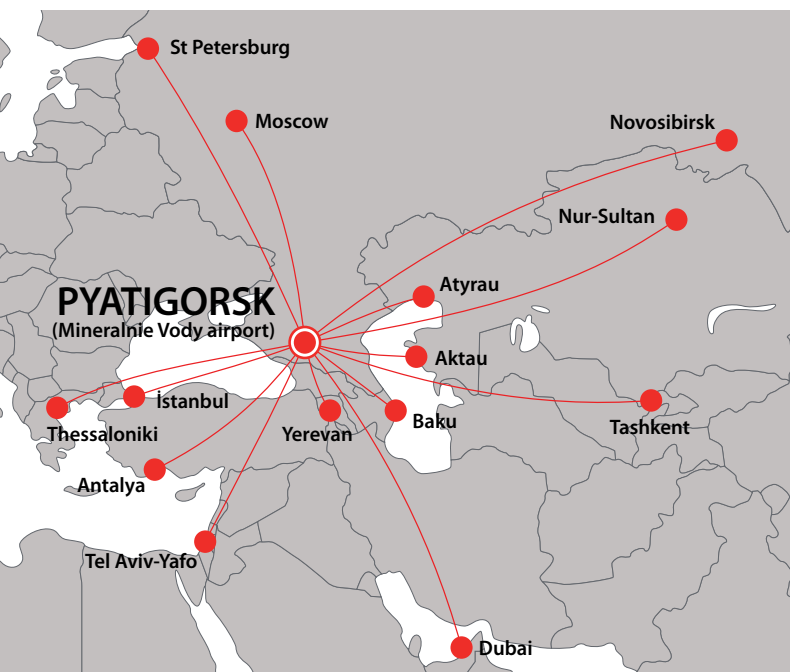 St Petersburg
Moscow
Novosibirsk
Nur-Sultan
Atyrau
PYATIGORSK
(Mineralnie Vody airport)
Aktau
İstanbul
Baku
Thessaloniki
Yerevan
Tashkent
Antalya
Tel Aviv-Yafo
Dubai